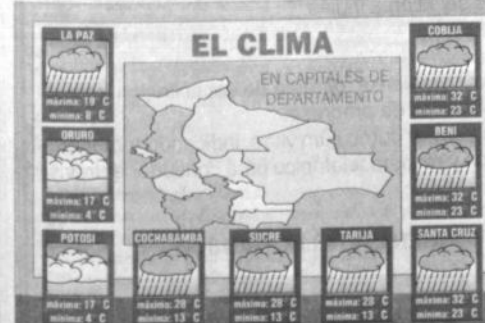 EL CLIMA
EN CAPITALES DE
DEPARTAMENTO
LA PAZ
máxima: 19° C
mínima: 8° C
ORURO
máxima: 17° C
mínima: 4° C
POTOSI
máxima: 17 C
mínima: 4 C
COCHABAMBA
máxima: 28 C
mínima: 13 C
SUCRE
máxima: 28 C
mínima: 13 C
TARIJA
máxima: 28 C
mínima: 13 C
COBIJA
máxima: 32 C
mínima: 23 C
BENI
máxima: 32 C
mínima: 23 C
SANTA CRUZ
máxima: 32 C
mínima: 23 C